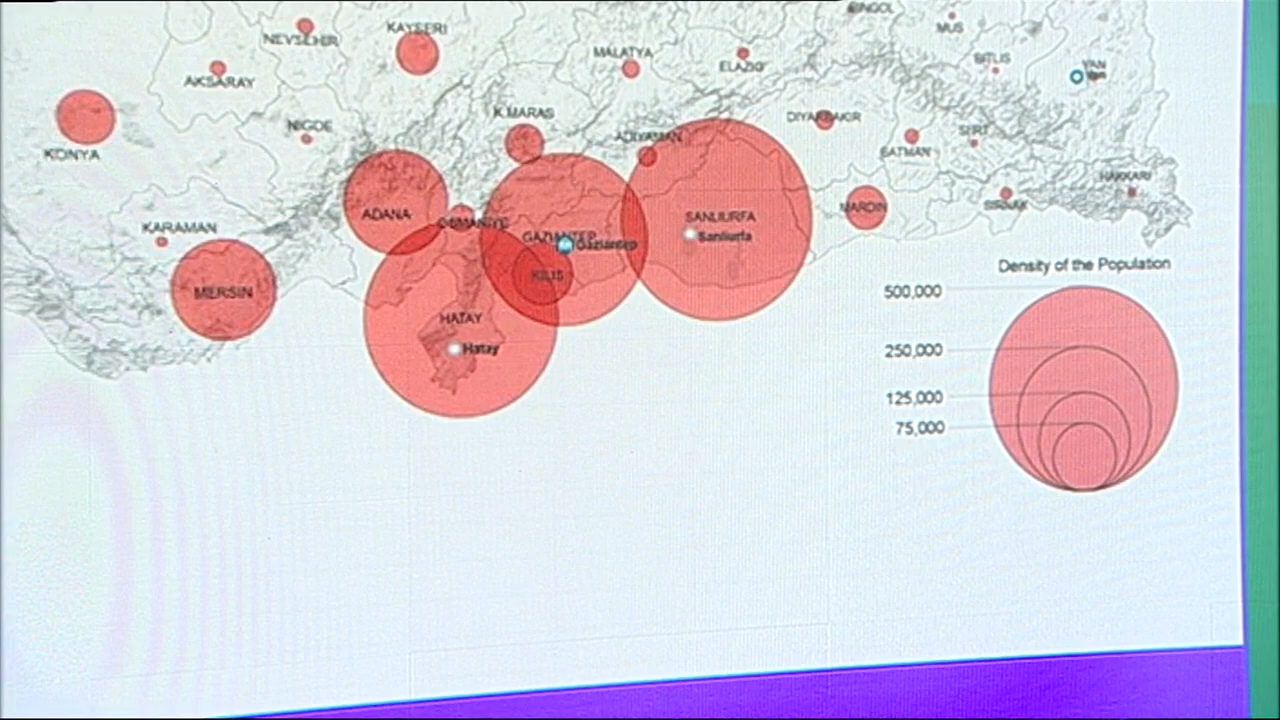 BINGOL
MUS
NEVSEHIR
KAYSERI
MALATYA
ELAZIG
BITLIS
VAN
Van
AKSARAY
KONYA
NIGDE
K.MARAS
ADIYAMAN
DIYARBAKIR
BATMAN
SIIRT
HAKKARI
SIRNAK
MARDIN
ADANA
OSMANIYE
GAZIANTEP
Gaziantep
SANLIURFA
Sanliurfa
KARAMAN
MERSIN
KILIS
HATAY
Hatay
Density of the Population
500,000
250,000
125,000
75,000